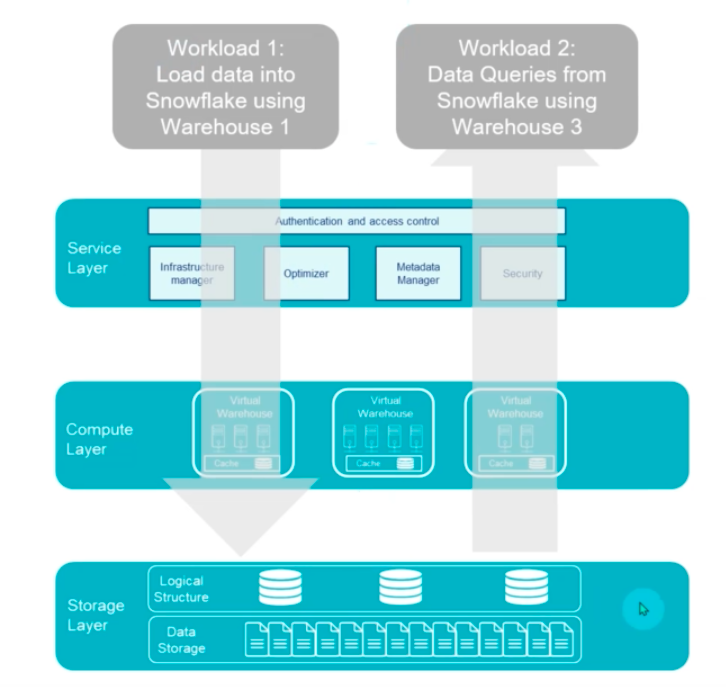 Workload 1:
Load data into
Snowflake using
Warehouse 1
Workload 2:
Data Queries from
Snowflake using
Warehouse 3
Service
Layer
Authentication and access control
Infrastructure
manager
Optimizer
Metadata
Manager
Security
Compute
Layer
Virtual
Warehouse
Cache
Virtual
Warehouse
Cache
Virtual
Warehouse
Cache
Storage
Layer
Logical
Structure
Data
Storage